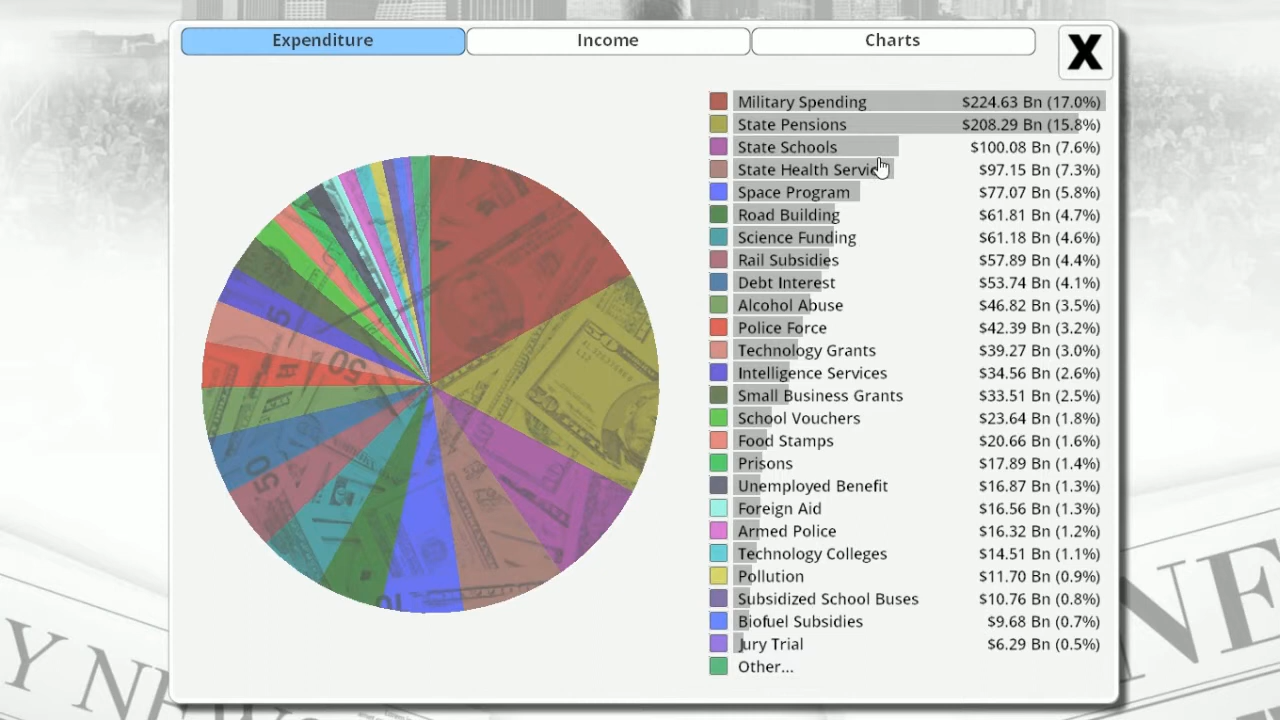 Expenditure
Income
Charts
X
Military Spending $224.63 Bn (17.0%)
State Pensions $208.29 Bn (15.8%)
State Schools $100.08 Bn (7.6%)
State Health Service $97.15 Bn (7.3%)
Space Program $77.07 Bn (5.8%)
Road Building $61.81 Bn (4.7%)
Science Funding $61.18 Bn (4.6%)
Rail Subsidies $57.89 Bn (4.4%)
Debt Interest $53.74 Bn (4.1%)
Alcohol Abuse $46.82 Bn (3.5%)
Police Force $42.39 Bn (3.2%)
Technology Grants $39.27 Bn (3.0%)
Intelligence Services $34.56 Bn (2.6%)
Small Business Grants $33.51 Bn (2.5%)
School Vouchers $23.64 Bn (1.8%)
Food Stamps $20.66 Bn (1.6%)
Prisons $17.89 Bn (1.4%)
Unemployed Benefit $16.87 Bn (1.3%)
Foreign Aid $16.56 Bn (1.3%)
Armed Police $16.32 Bn (1.2%)
Technology Colleges $14.51 Bn (1.1%)
Pollution $11.70 Bn (0.9%)
Subsidized School Buses $10.76 Bn (0.8%)
Biofuel Subsidies $9.68 Bn (0.7%)
Jury Trial $6.29 Bn (0.5%)
Other...